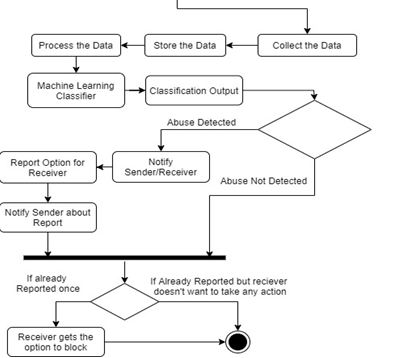 Collect the Data
Store the Data
Process the Data
Machine Learning
Classifier
Classification Output
Abuse Detected
Abuse Not Detected
Notify
Sender/Receiver
Report Option for
Receiver
Notify Sender about
Report
If already
Reported once
If Already Reported but reciever
doesn't want to take any action
Receiver gets the
option to block